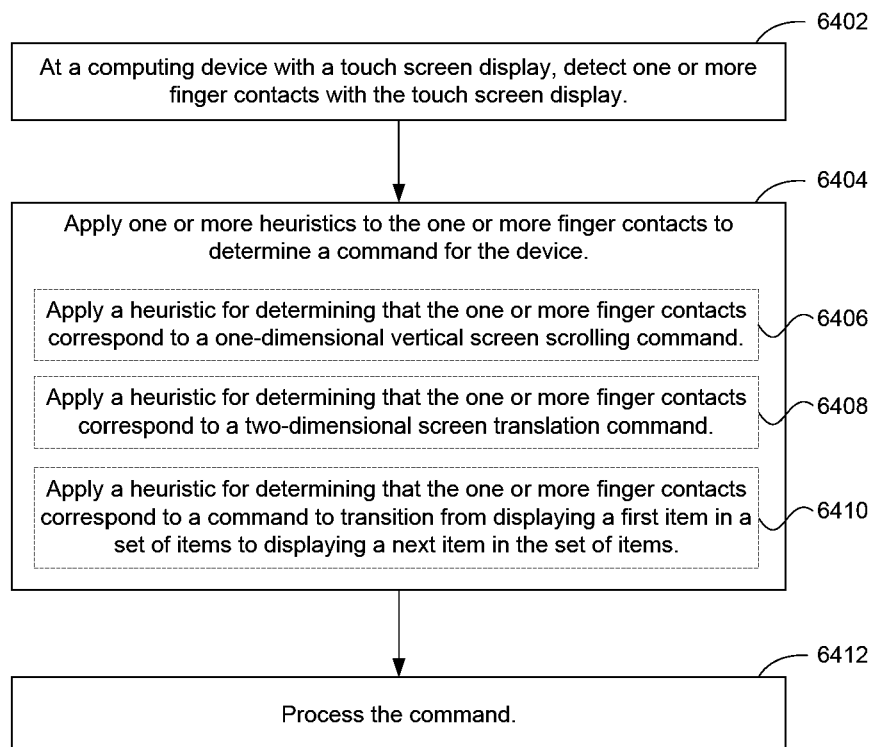 6402
At a computing device with a touch screen display, detect one or more
finger contacts with the touch screen display.
6404
Apply one or more heuristics to the one or more finger contacts to
determine a command for the device.
Apply a heuristic for determining that the one or more finger contacts
correspond to a one-dimensional vertical screen scrolling command.
6406
Apply a heuristic for determining that the one or more finger contacts
correspond to a two-dimensional screen translation command.
6408
Apply a heuristic for determining that the one or more finger contacts
correspond to a command to transition from displaying a first item in a
set of items to displaying a next item in the set of items.
6410
6412
Process the command.